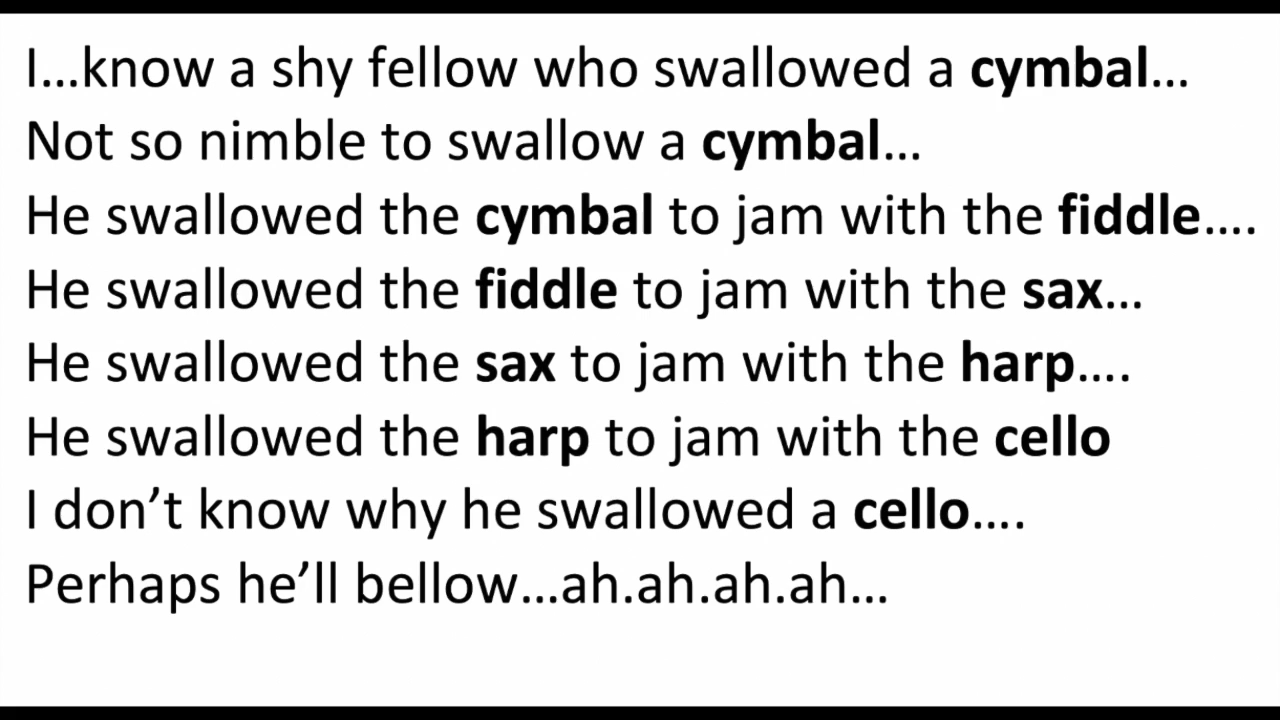 I...know a shy fellow who swallowed a cymbal...
Not so nimble to swallow a cymbal...
He swallowed the cymbal to jam with the fiddle....
He swallowed the fiddle to jam with the sax...
He swallowed the sax to jam with the harp....
He swallowed the harp to jam with the cello
I don’t know why he swallowed a cello....
Perhaps he’ll bellow...ah.ah.ah.ah...